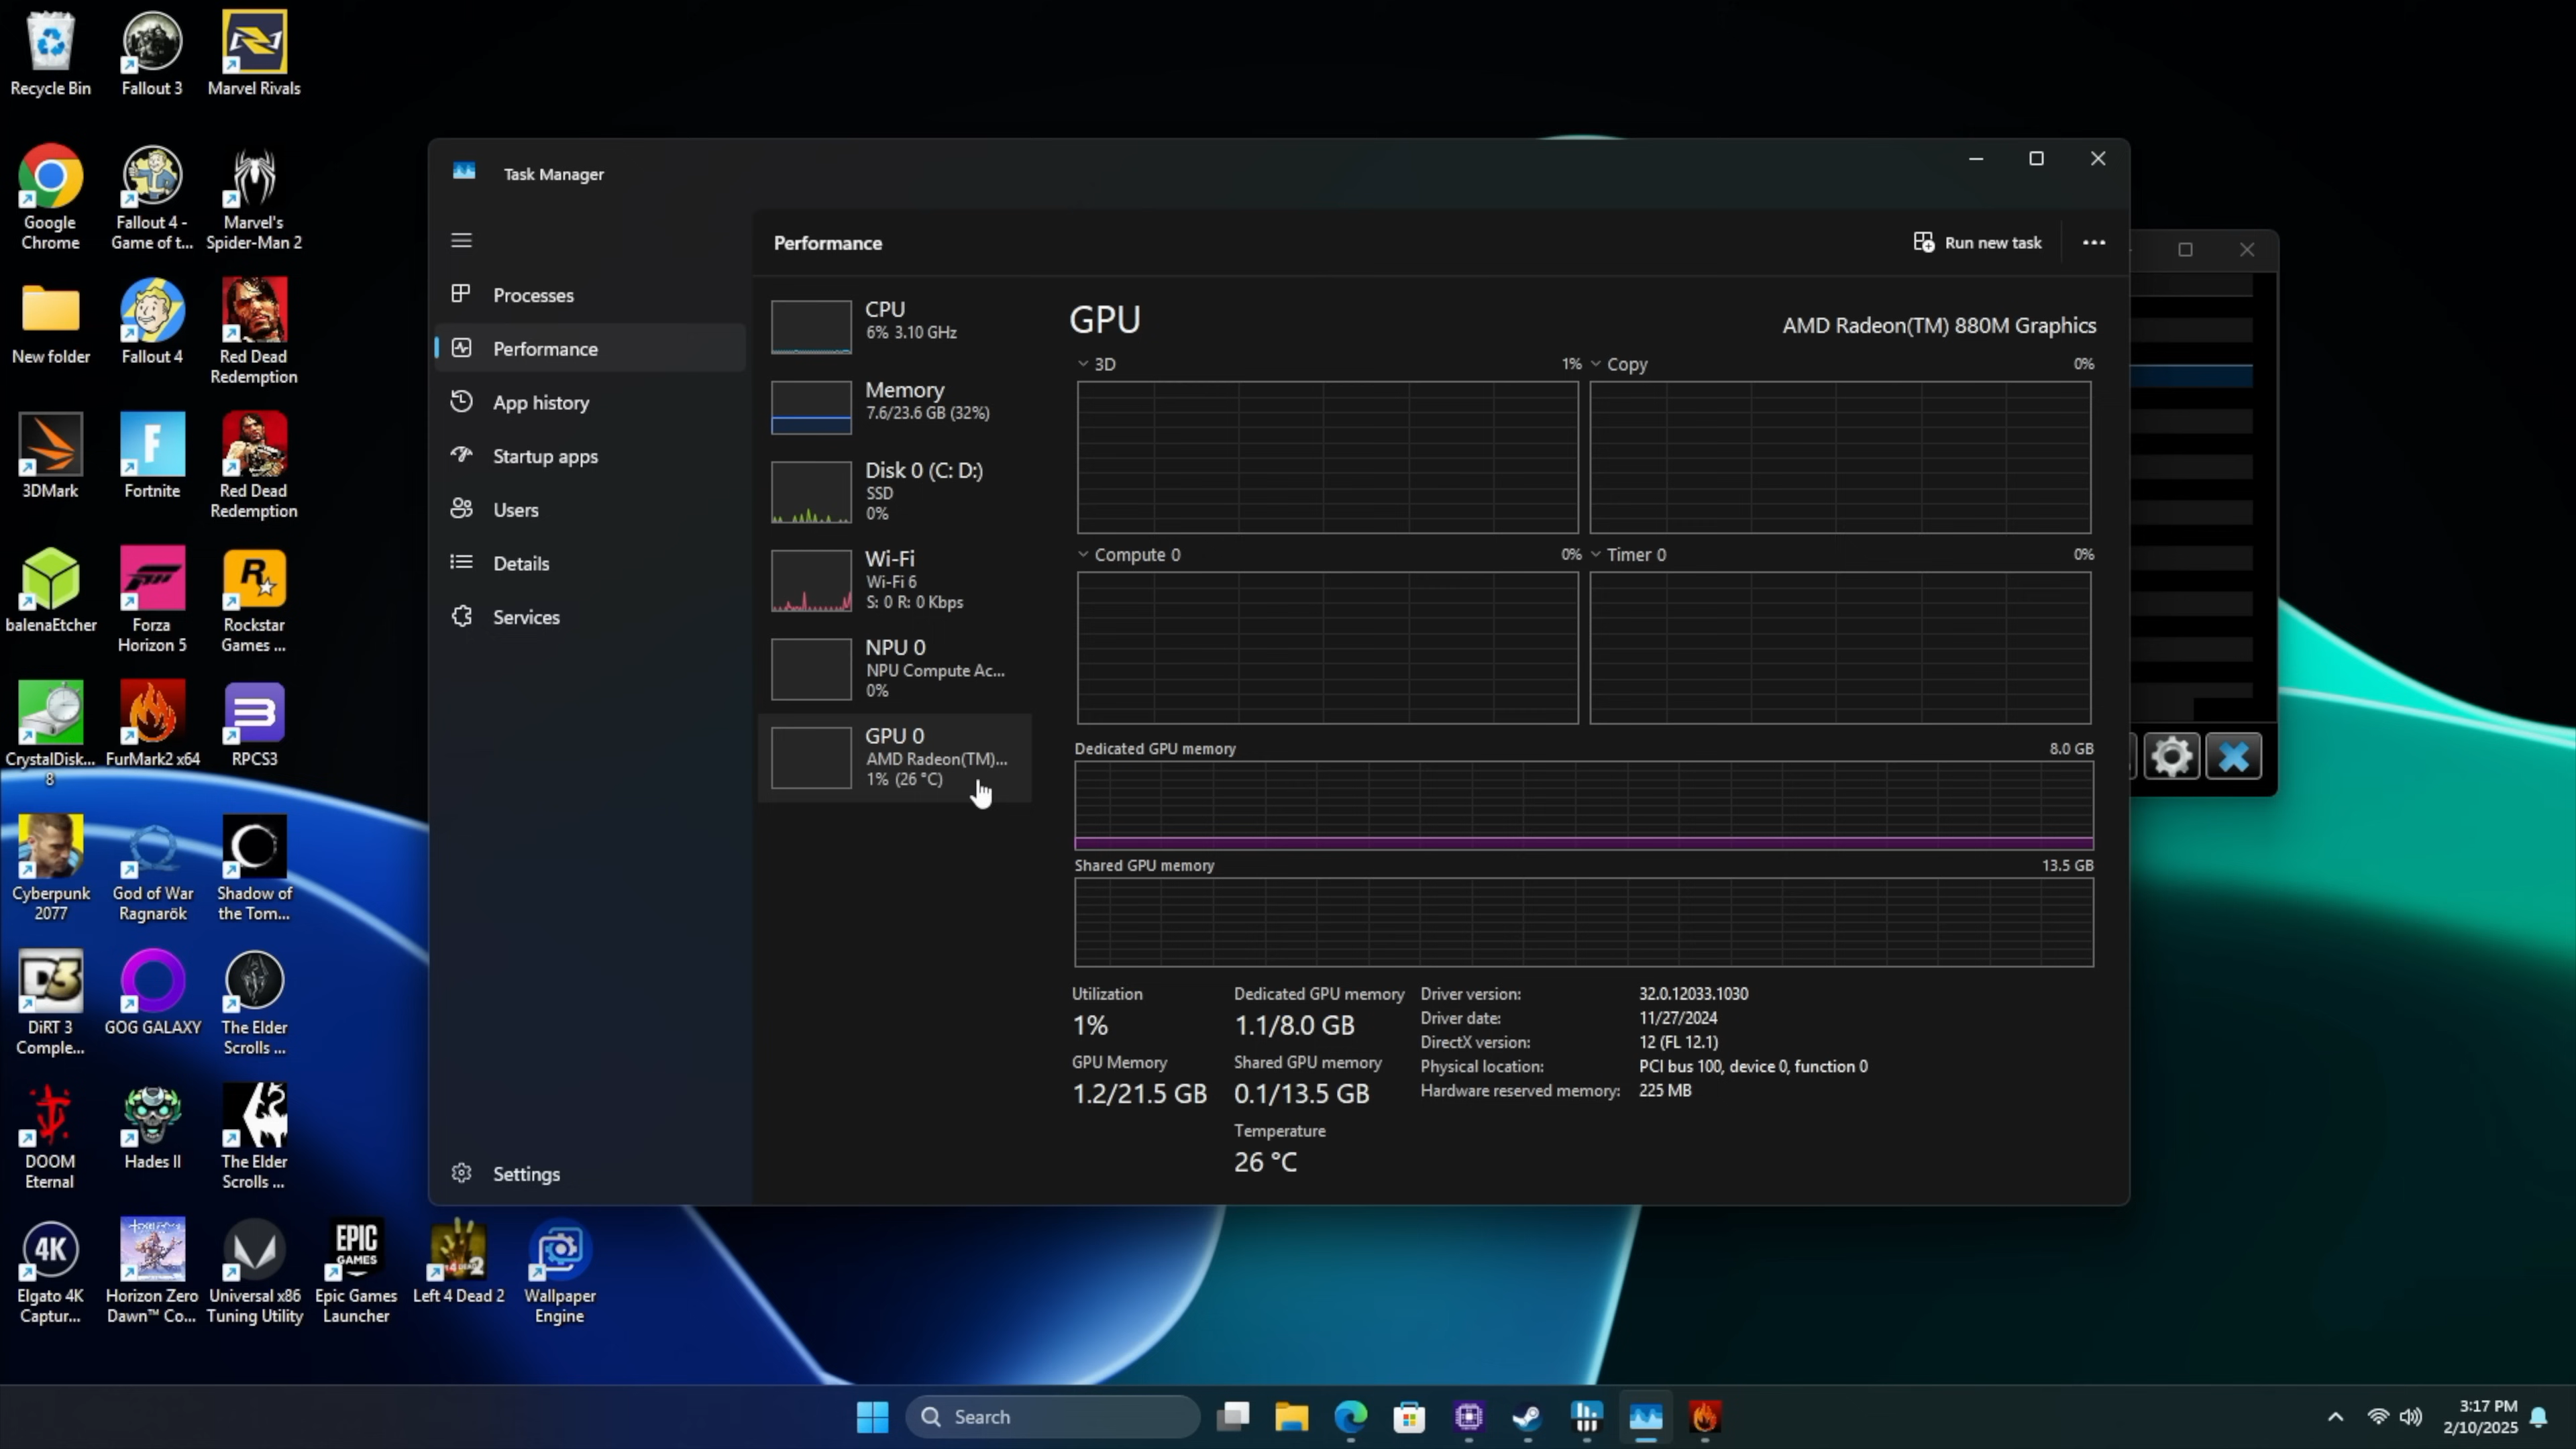 Recycle Bin
Fallout 3
Marvel Rivals
Google
Chrome
Fallout 4 -
Game of t...
Marvel's
Spider-Man 2
New folder
Fallout 4
Red Dead
Redemption
3DMark
Fortnite
Red Dead
Redemption
balenaEtcher
Forza
Horizon 5
Rockstar
Games ...
CrystalDisk...
8
FurMark2 x64
RPCS3
Cyberpunk
2077
God of War
Ragnarök
Shadow of
the Tom...
DiRT 3
Comple...
GOG GALAXY
The Elder
Scrolls ...
DOOM
Eternal
Hades II
The Elder
Scrolls ...
4K
Elgato 4K
Captur...
Horizon Zero
Dawn™ Co...
Universal x86
Tuning Utility
EPIC
GAMES
Epic Games
Launcher
Left 4 Dead 2
Wallpaper
Engine
Task Manager
Processes
Performance
App history
Startup apps
Users
Details
Services
Settings
Performance
Run new task
CPU
6% 3.10 GHz
Memory
7.6/23.6 GB (32%)
Disk 0 (C: D:)
SSD
0%
Wi-Fi
Wi-Fi 6
S: 0 R: 0 Kbps
NPU 0
NPU Compute Ac...
0%
GPU 0
AMD Radeon(TM)...
1% (26 °C)
GPU
AMD Radeon(TM) 880M Graphics
3D 1%
Copy 0%
Compute 0 0%
Timer 0 0%
Dedicated GPU memory 8.0 GB
Shared GPU memory 13.5 GB
Utilization
1%
Dedicated GPU memory
1.1/8.0 GB
GPU Memory
1.2/21.5 GB
Shared GPU memory
0.1/13.5 GB
Temperature
26 °C
Driver version: 32.0.12033.1030
Driver date: 11/27/2024
DirectX version: 12 (FL 12.1)
Physical location: PCI bus 100, device 0, function 0
Hardware reserved memory: 225 MB
Search
3:17 PM
2/10/2025